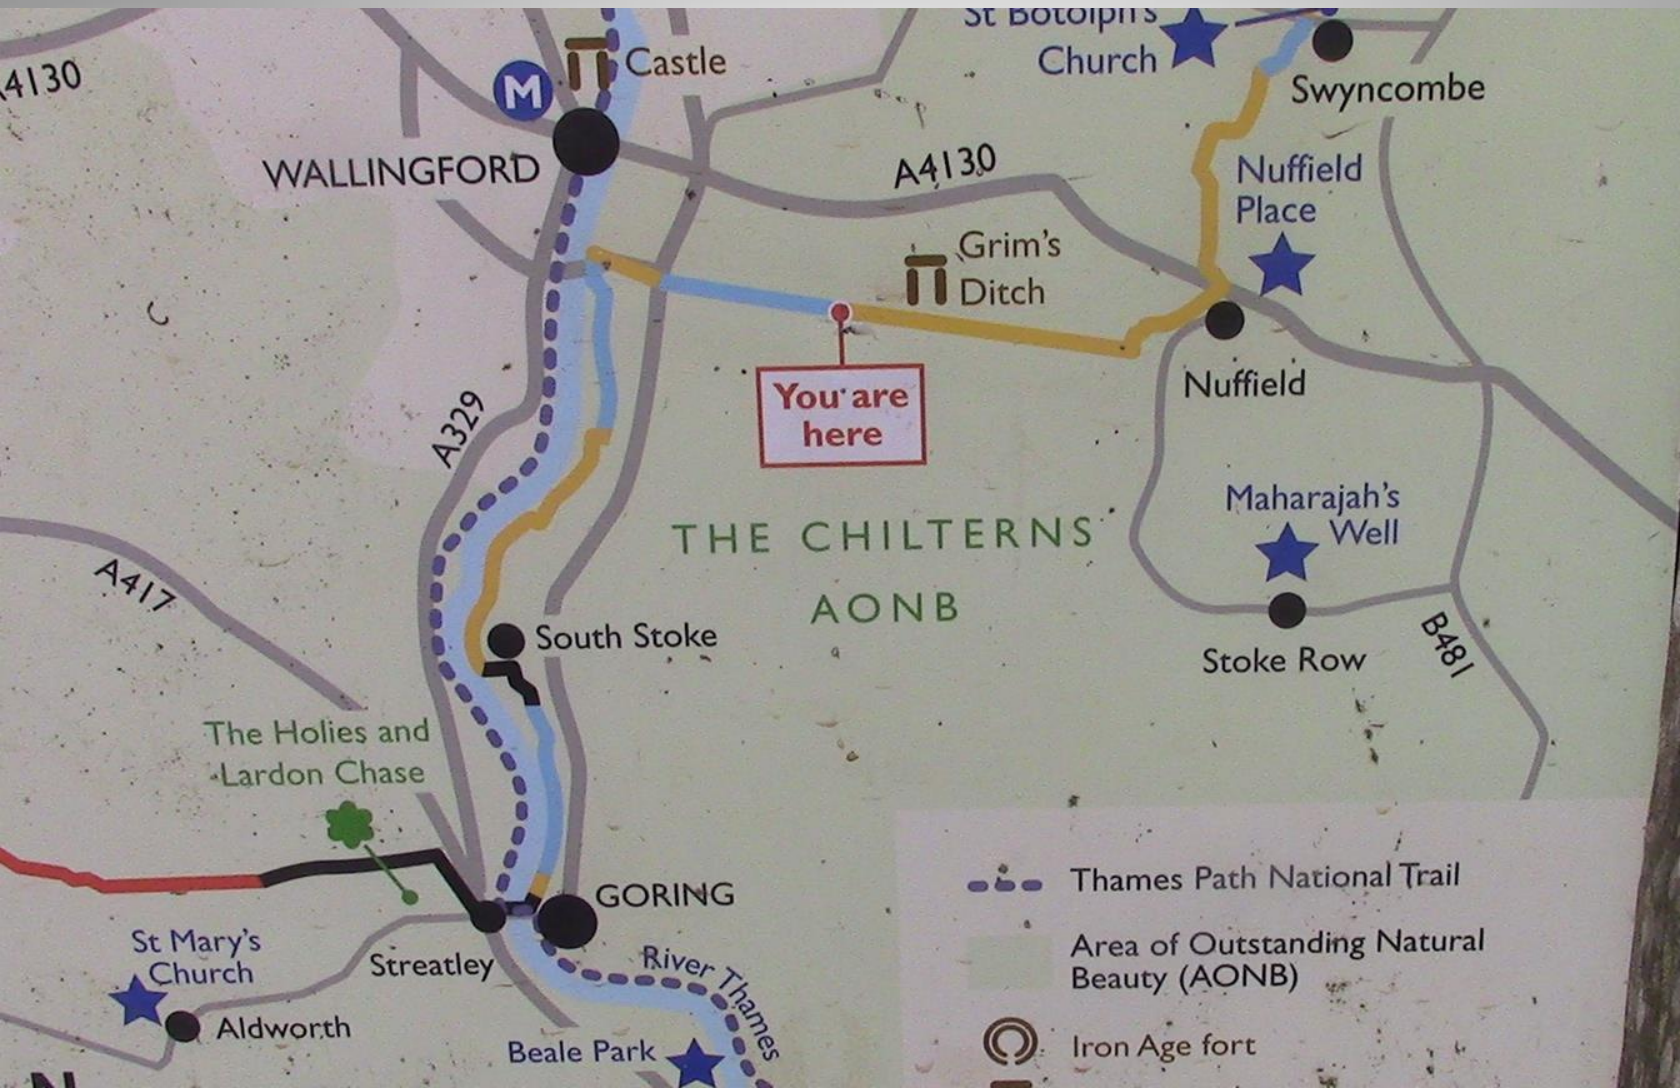 St Botolph's
Church
Swyncombe
A4130
M
Castle
WALLINGFORD
A4130
Nuffield
Place
Grim's
Ditch
You are
here
Nuffield
A329
Maharajah's
Well
THE CHILTERNS
AONB
A417
South Stoke
Stoke Row
B481
The Holies and
Lardon Chase
GORING
Streatley
St Mary's
Church
Aldworth
River Thames
Beale Park
Thames Path National Trail
Area of Outstanding Natural
Beauty (AONB)
Iron Age fort